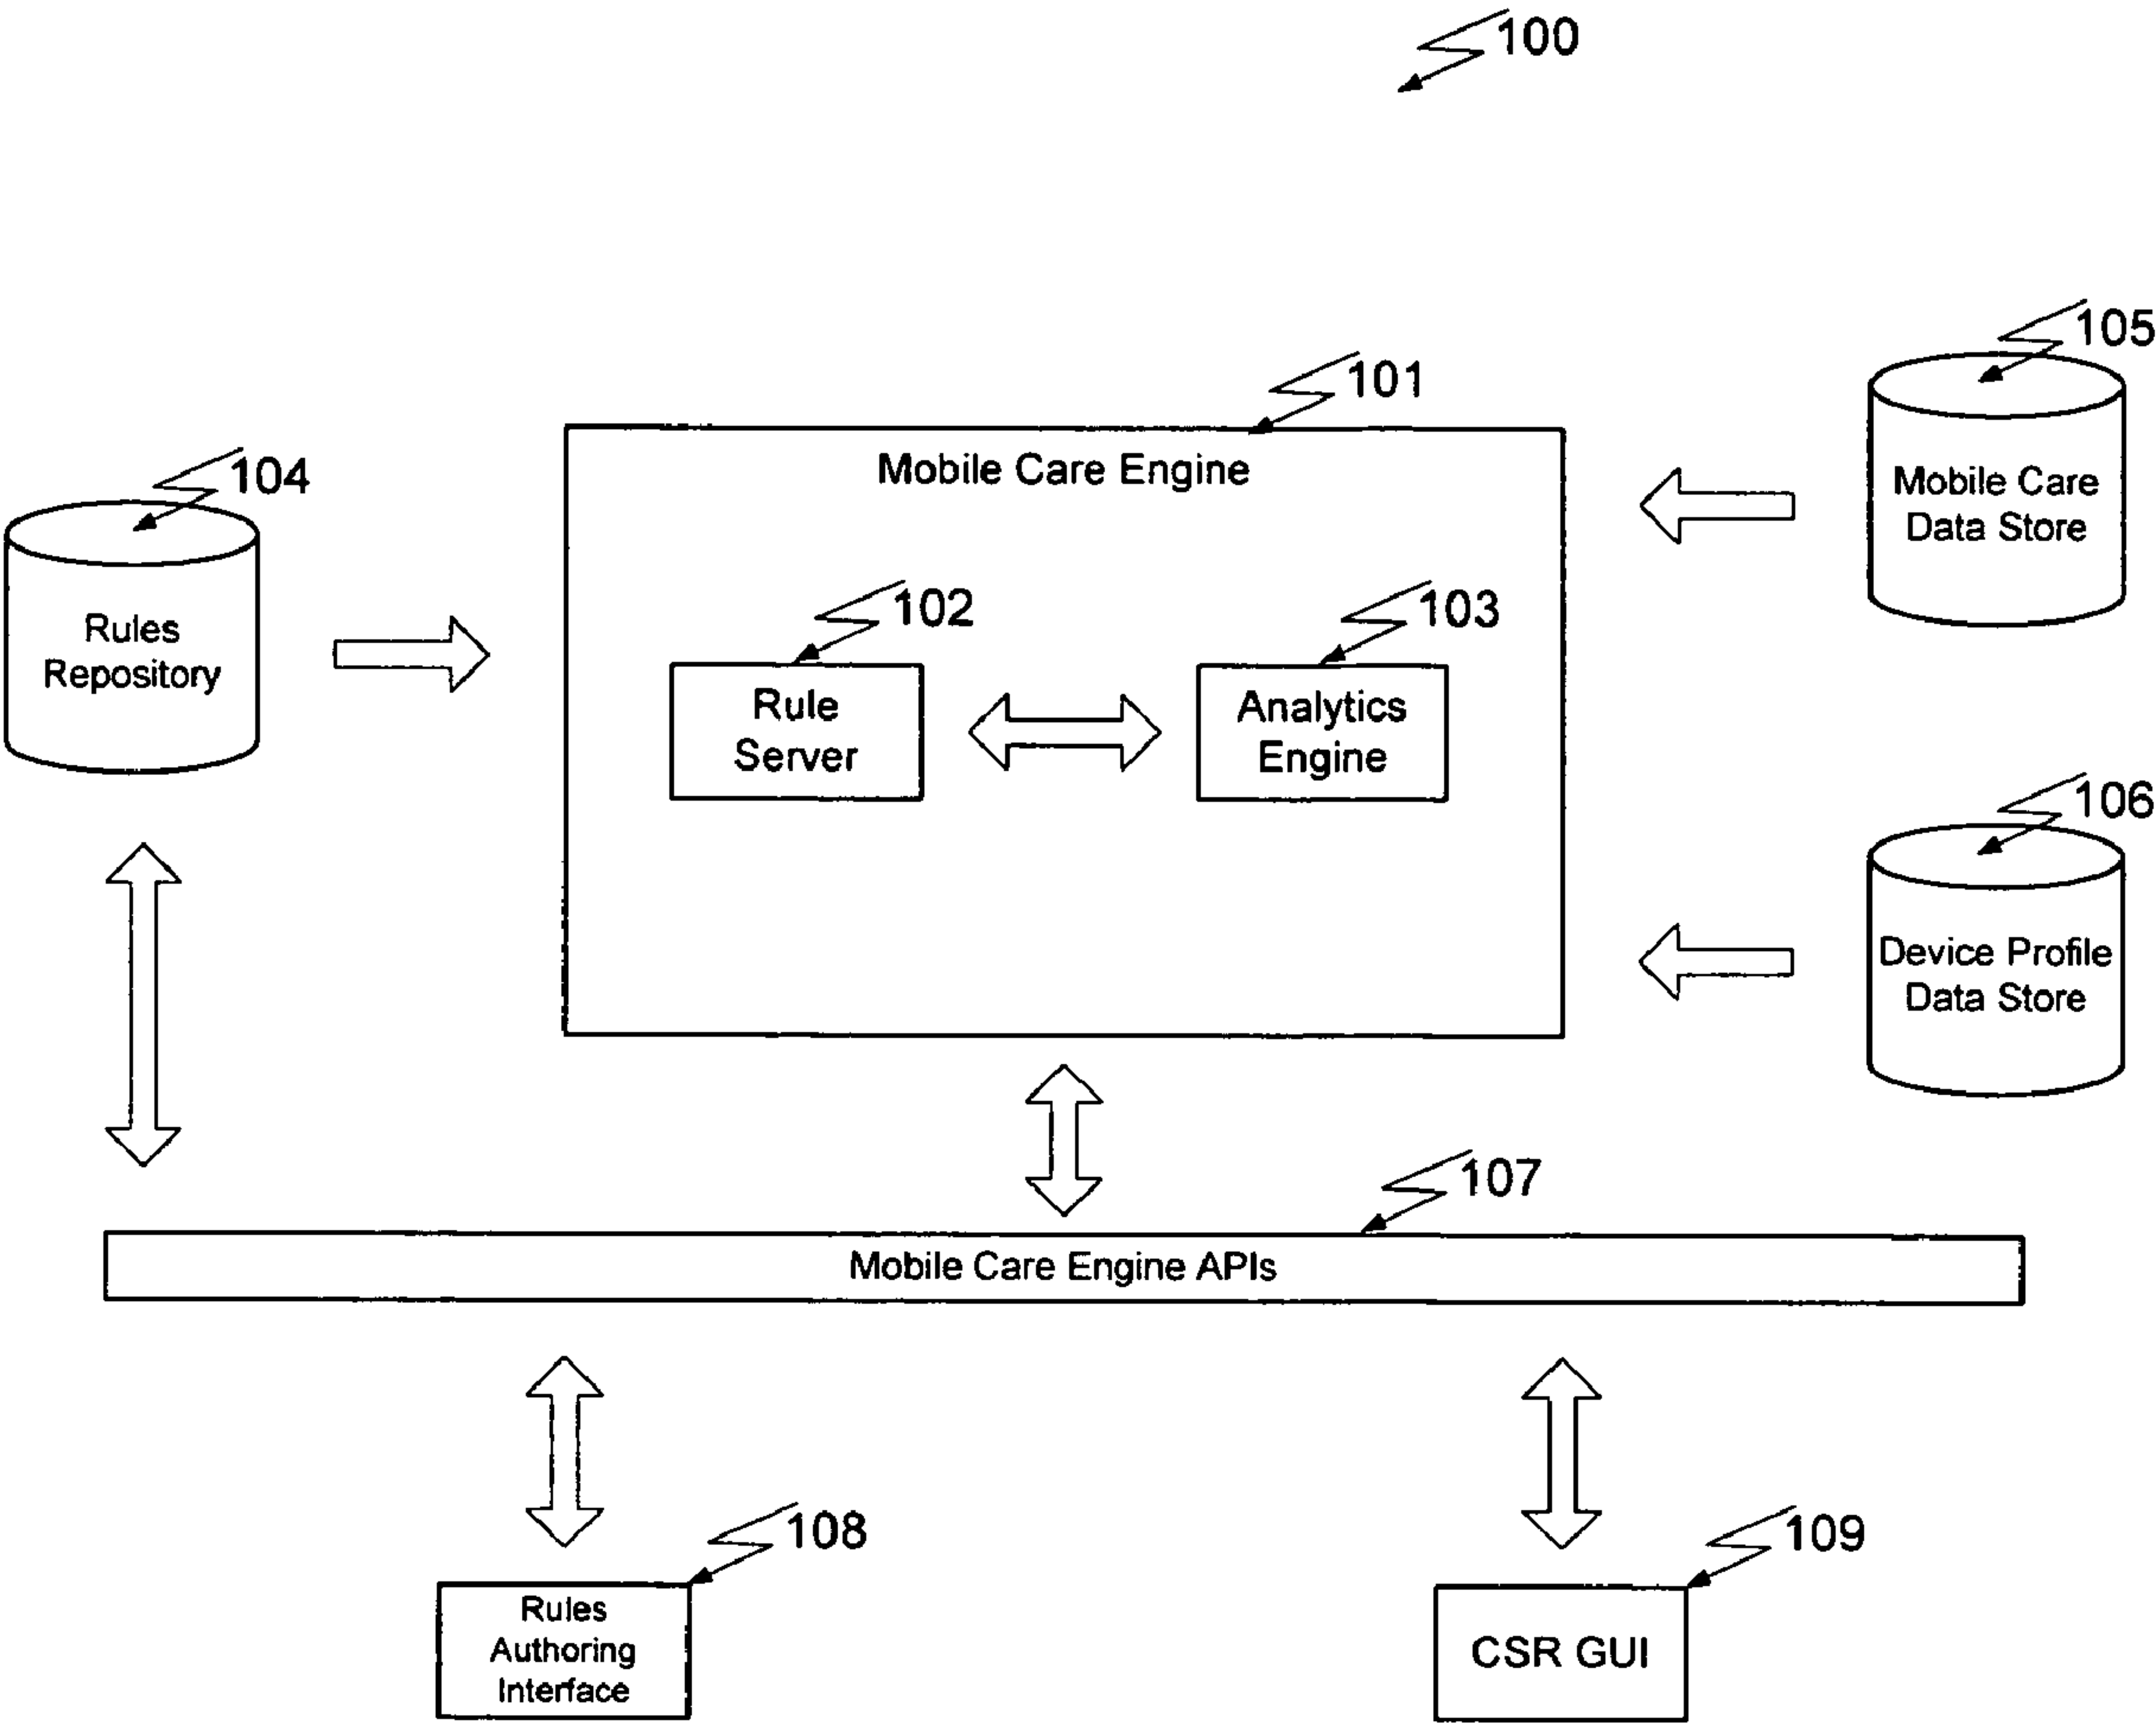 100
105
101
Mobile Care Engine
104
Mobile Care
Data Store
102
103
Rules
Repository
Rule
Server
Analytics
Engine
106
Device Profile
Data Store
107
Mobile Care Engine APIs
108
109
Rules
Authoring
Interface
CSR GUI